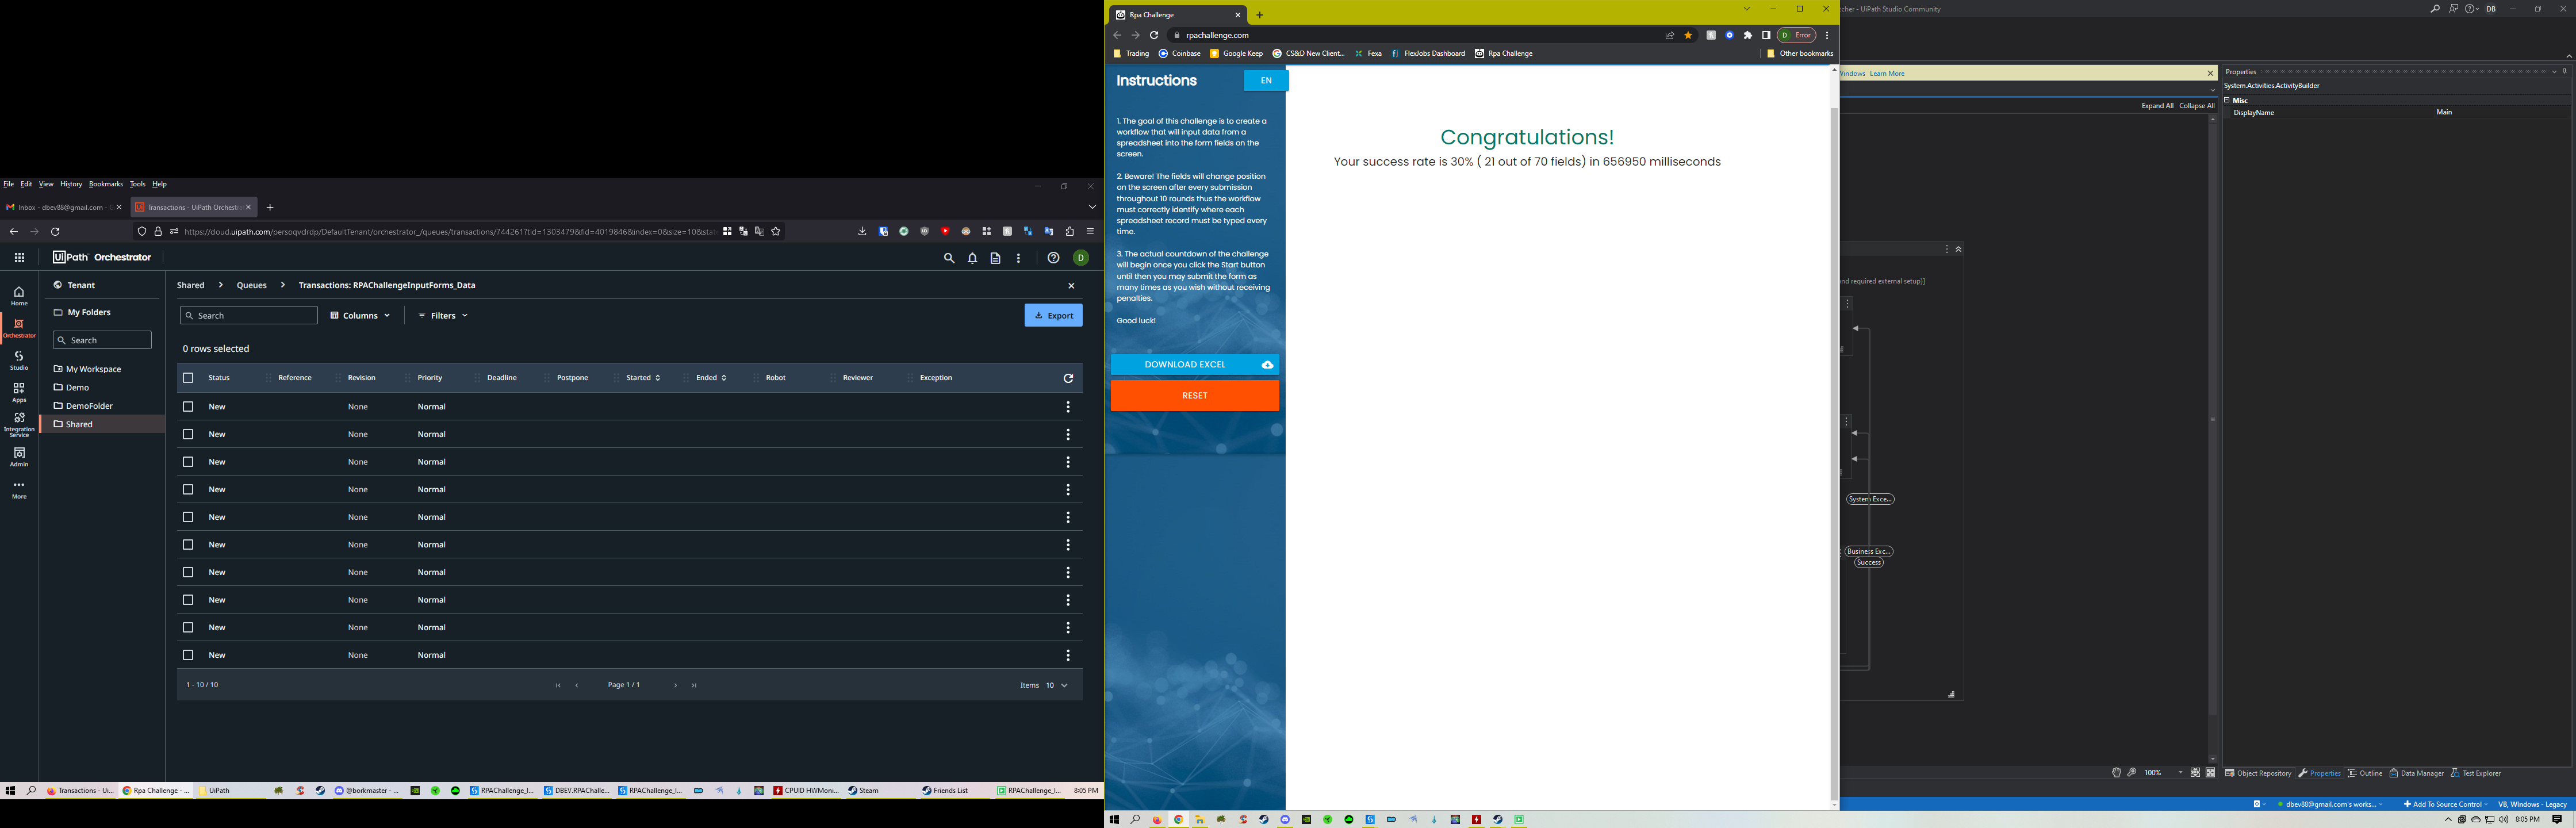 File Edit View History Bookmarks Tools Help
Inbox - dbev88@gmail.com -
Transactions - UiPath Orchestra
https://cloud.uipath.com/persoqvdrdp/DefaultTenant/orchestrator_/queues/transactions/744261?tid=1303479&fid=4019846&index=0&size=10&stat
UiPath Orchestrator
D
Home
Orchestrator
Studio
Apps
Integration Service
Admin
More
Tenant
My Folders
Search
My Workspace
Demo
DemoFolder
Shared
Shared > Queues > Transactions: RPAChallengeInputForms_Data
Search
Columns
Filters
Export
0 rows selected
Status Reference Revision Priority Deadline Postpone Started Ended Robot Reviewer Exception
New None Normal
New None Normal
New None Normal
New None Normal
New None Normal
New None Normal
New None Normal
New None Normal
New None Normal
New None Normal
1 - 10 / 10
Page 1 / 1
Items 10
Transactions - Ui...
Rpa Challenge - ...
UiPath
@borkmaster - ...
RPAChallenge_I...
DBEV.RPAChalle...
RPAChallenge_I...
CPUID HWMoni...
Steam
Friends List
RPAChallenge_I...
8:05 PM
Rpa Challenge
rpachallenge.com
D Error
Trading
Coinbase
Google Keep
CS&D New Client...
Fexa
FlexJobs Dashboard
Rpa Challenge
Other bookmarks
Instructions
EN
1. The goal of this challenge is to create a
workflow that will input data from a
spreadsheet into the form fields on the
screen.
2. Beware! The fields will change position
on the screen after every submission
throughout 10 rounds thus the workflow
must correctly identify where each
spreadsheet record must be typed every
time.
3. The actual countdown of the challenge
will begin once you click the Start button
until then you may submit the form as
many times as you wish without receiving
penalties.
Good luck!
DOWNLOAD EXCEL
RESET
Congratulations!
Your success rate is 30% ( 21 out of 70 fields) in 656950 milliseconds
cher - UiPath Studio Community
DB
Windows Learn More
Expand All Collapse All
and required external setup)]
System Exce...
Business Exc...
Success
100%
Properties
System.Activities.ActivityBuilder
Misc
DisplayName Main
Object Repository
Properties
Outline
Data Manager
Test Explorer
dbev88@gmail.com's works...
Add To Source Control
VB, Windows - Legacy
8:05 PM